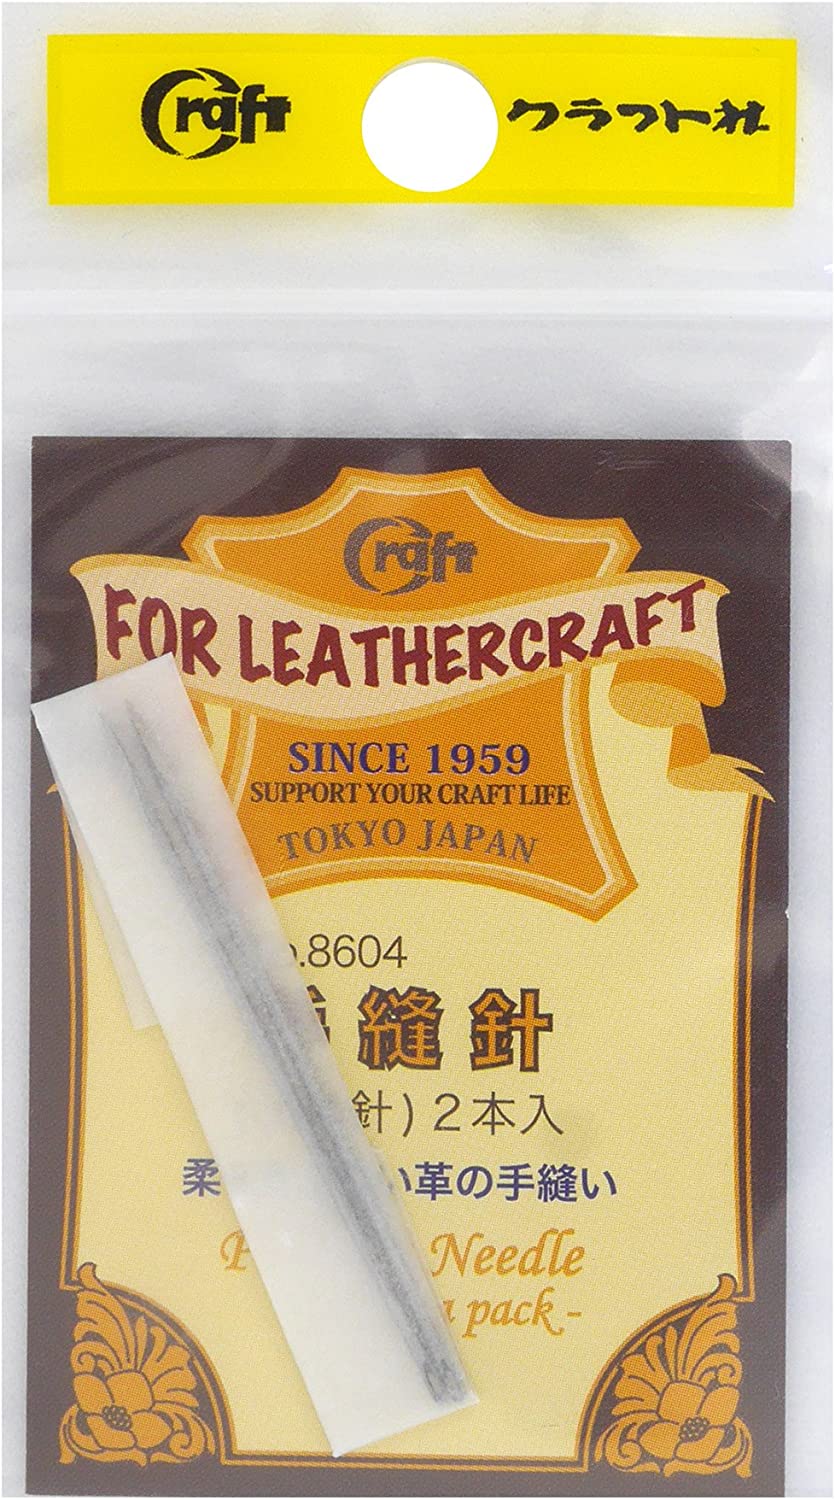 Craft クラフト社
Craft
FOR LEATHERCRAFT
SINCE 1959
SUPPORT YOUR CRAFT LIFE
TOKYO JAPAN
.8604
縫針
針) 2本入
柔 い革の手縫い
Needle
a pack -